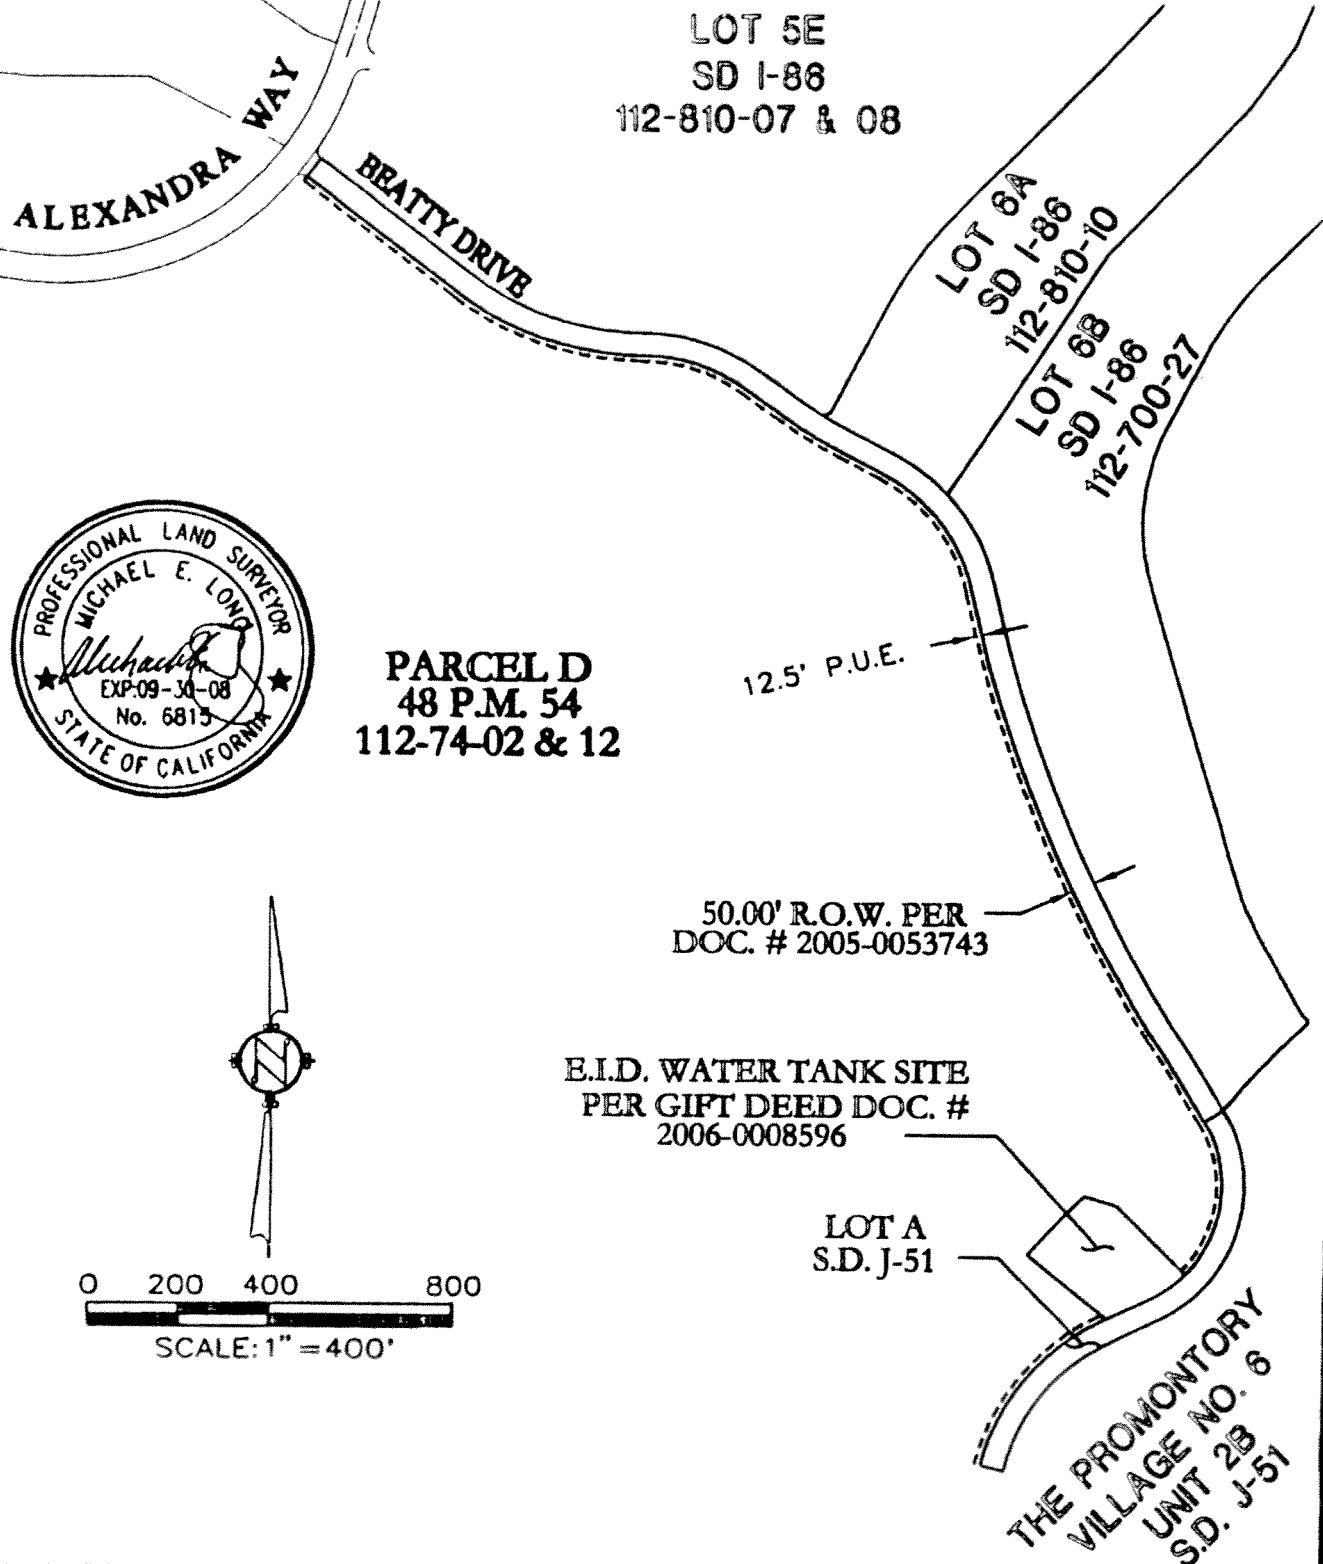 LOT 5E
SD I-86
112-810-07 & 08
ALEXANDRA WAY
BEATTY DRIVE
LOT 6A
SD I-86
112-810-10
LOT 6B
SD I-86
112-700-27
PROFESSIONAL LAND SURVEYOR
MICHAEL E. LONG
EXP:09-30-08
No. 6815
STATE OF CALIFORNIA
PARCEL D
48 P.M. 54
112-74-02 & 12
12.5' P.U.E.
50.00' R.O.W. PER
DOC. # 2005-0053743
N
E.I.D. WATER TANK SITE
PER GIFT DEED DOC. #
2006-0008596
LOT A
S.D. J-51
0 200 400 800
SCALE: 1" = 400'
THE PROMONTORY
VILLAGE NO. 6
UNIT 2B
S.D. J-51